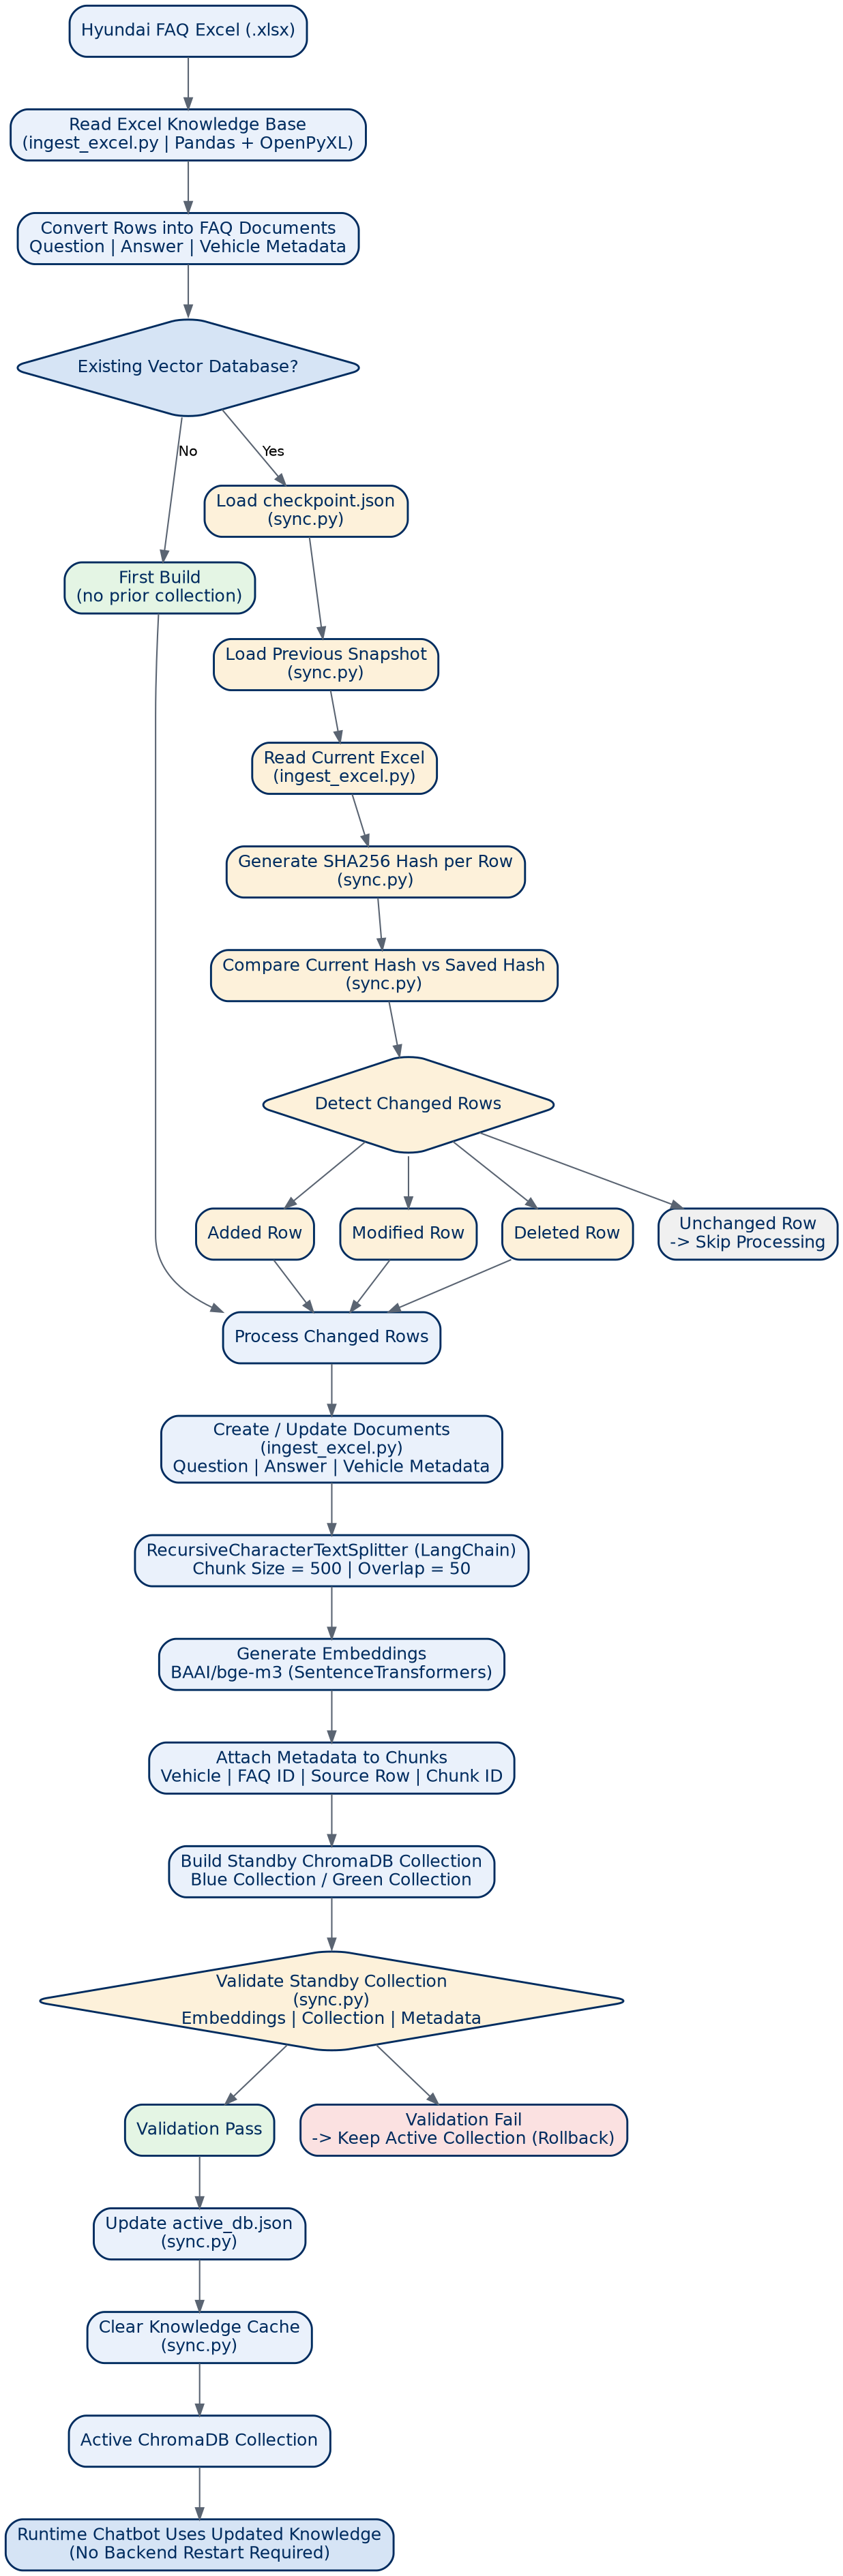 Hyundai FAQ Excel (.xlsx)
Read Excel Knowledge Base
(ingest_excel.py | Pandas + OpenPyXL)
Convert Rows into FAQ Documents
Question | Answer | Vehicle Metadata
Existing Vector Database?
No
Yes
Load checkpoint.json
(sync.py)
First Build
(no prior collection)
Load Previous Snapshot
(sync.py)
Read Current Excel
(ingest_excel.py)
Generate SHA256 Hash per Row
(sync.py)
Compare Current Hash vs Saved Hash
(sync.py)
Detect Changed Rows
Added Row
Modified Row
Deleted Row
Unchanged Row
-> Skip Processing
Process Changed Rows
Create / Update Documents
(ingest_excel.py)
Question | Answer | Vehicle Metadata
RecursiveCharacterTextSplitter (LangChain)
Chunk Size = 500 | Overlap = 50
Generate Embeddings
BAAI/bge-m3 (SentenceTransformers)
Attach Metadata to Chunks
Vehicle | FAQ ID | Source Row | Chunk ID
Build Standby ChromaDB Collection
Blue Collection / Green Collection
Validate Standby Collection
(sync.py)
Embeddings | Collection | Metadata
Validation Pass
Validation Fail
-> Keep Active Collection (Rollback)
Update active_db.json
(sync.py)
Clear Knowledge Cache
(sync.py)
Active ChromaDB Collection
Runtime Chatbot Uses Updated Knowledge
(No Backend Restart Required)